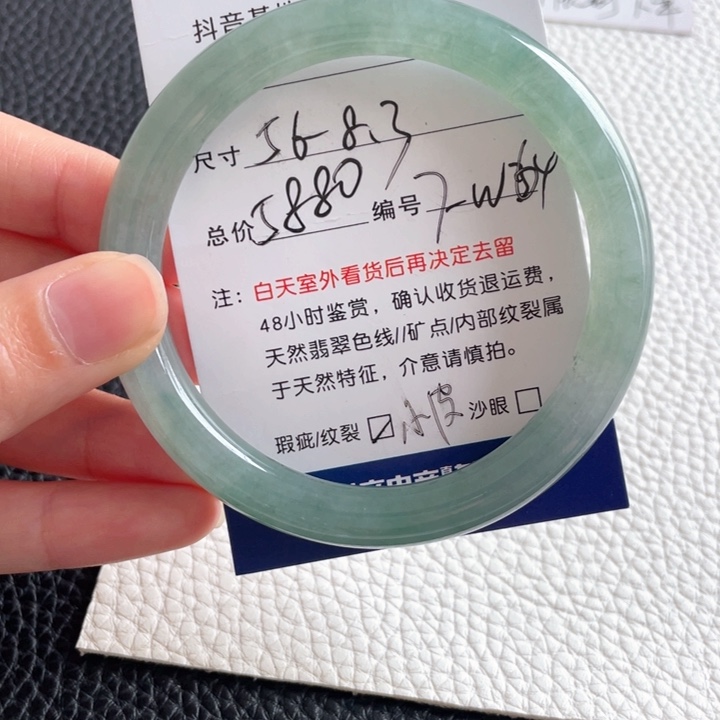 抖音基地
尺寸 56-8.3
总价 5880 编号
注：白天室外看货后再决定去留
48小时鉴赏，确认收货退运费，
天然翡翠色线//矿点/内部纹裂属
于天然特征，介意请慎拍。
瑕疵/纹裂 ☑ 小皮 沙眼 □